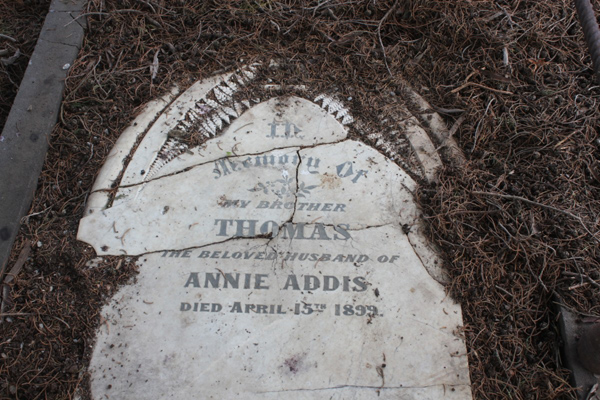 In
Memory Of
MY BROTHER
THOMAS
THE BELOVED HUSBAND OF
ANNIE ADDIS
DIED APRIL 15TH 1899.